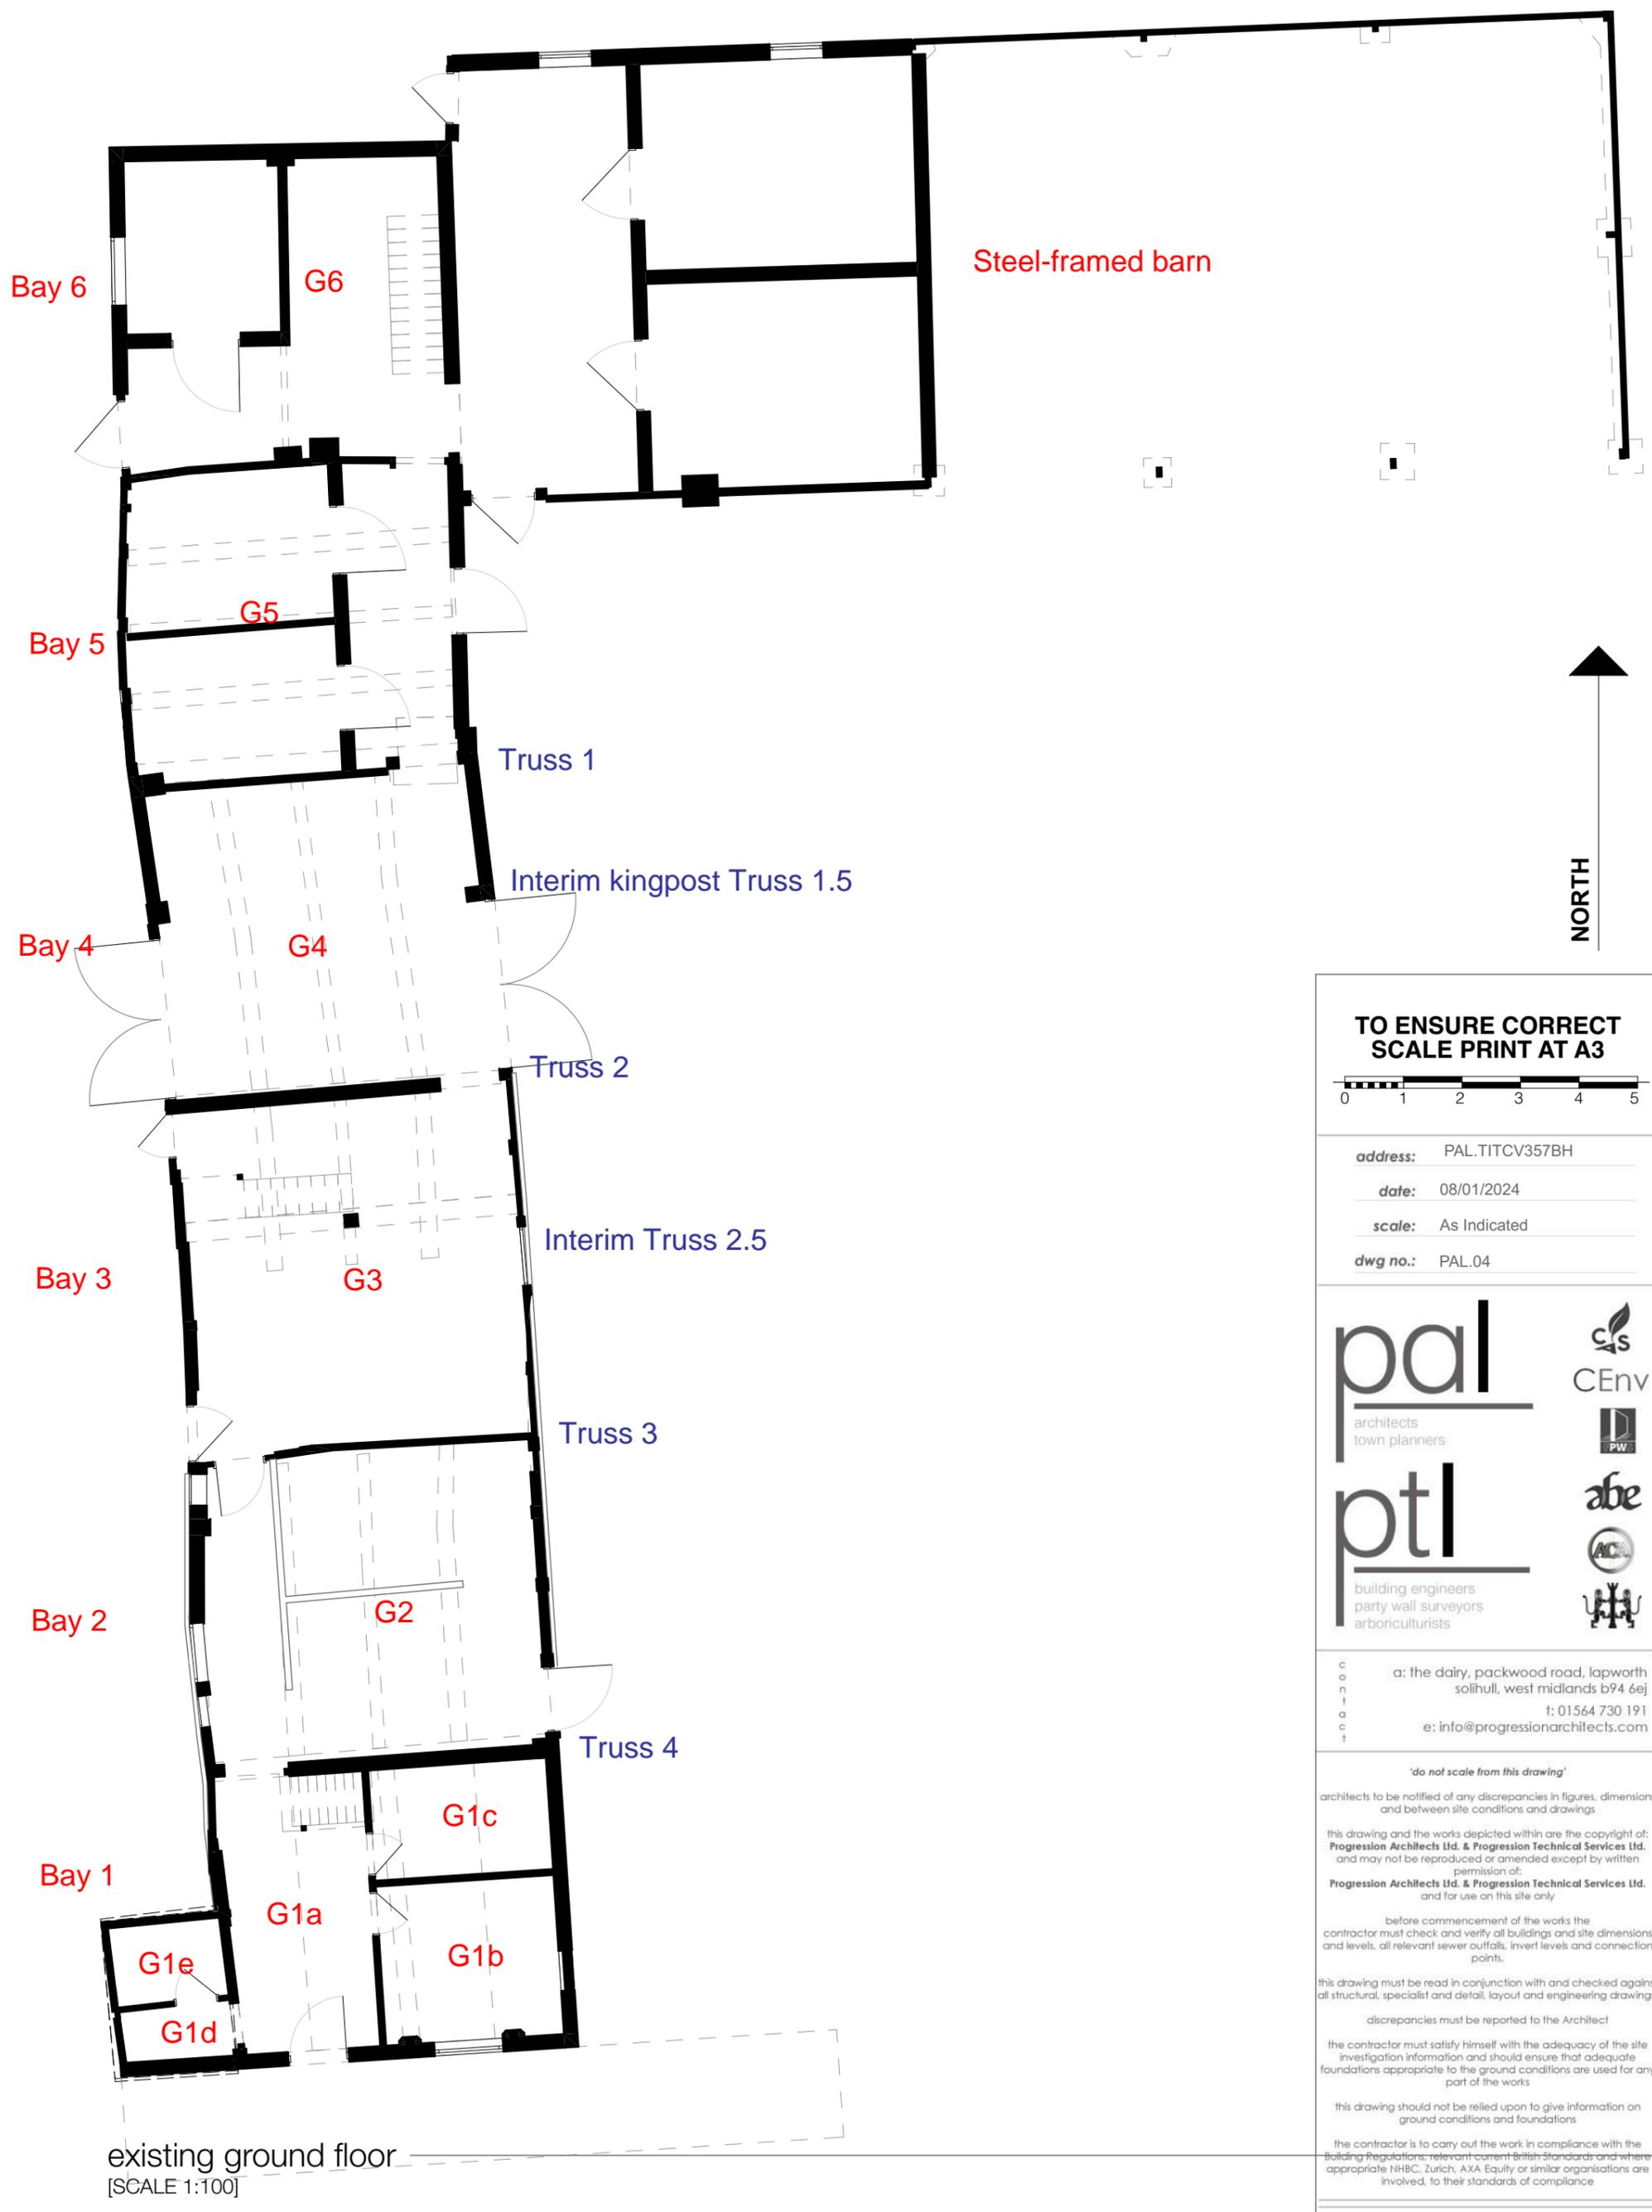 Steel-framed barn
Bay 6
G6
G5
Bay 5
Truss 1
Interim kingpost Truss 1.5
Bay 4
G4
Truss 2
Interim Truss 2.5
Bay 3
G3
Truss 3
Bay 2
G2
Truss 4
G1c
Bay 1
G1a
G1b
G1e
G1d
existing ground floor
[SCALE 1:100]
NORTH
TO ENSURE CORRECT
SCALE PRINT AT A3
0 1 2 3 4 5
address: PAL.TITCV357BH
date: 08/01/2024
scale: As Indicated
dwg no.: PAL.04
pal
architects
town planners
CAS
CEnv
PW
ptl
building engineers
party wall surveyors
arboriculturists
abe
ACA
contact
a: the dairy, packwood road, lapworth
solihull, west midlands b94 6ej
t: 01564 730 191
e: info@progressionarchitects.com
'do not scale from this drawing'
architects to be notified of any discrepancies in figures, dimension
and between site conditions and drawings
this drawing and the works depicted within are the copyright of:
Progression Architects Ltd. & Progression Technical Services Ltd.
and may not be reproduced or amended except by written
permission of:
Progression Architects Ltd. & Progression Technical Services Ltd.
and for use on this site only
before commencement of the works the
contractor must check and verify all buildings and site dimensions
and levels, all relevant sewer outfalls, invert levels and connection
points.
this drawing must be read in conjunction with and checked agains
all structural, specialist and detail, layout and engineering drawing
discrepancies must be reported to the Architect
the contractor must satisfy himself with the adequacy of the site
investigation information and should ensure that adequate
foundations appropriate to the ground conditions are used for any
part of the works
this drawing should not be relied upon to give information on
ground conditions and foundations
the contractor is to carry out the work in compliance with the
Building Regulations, relevant current British Standards and where
appropriate NHBC, Zurich, AXA Equity or similar organisations are
involved, to their standards of compliance